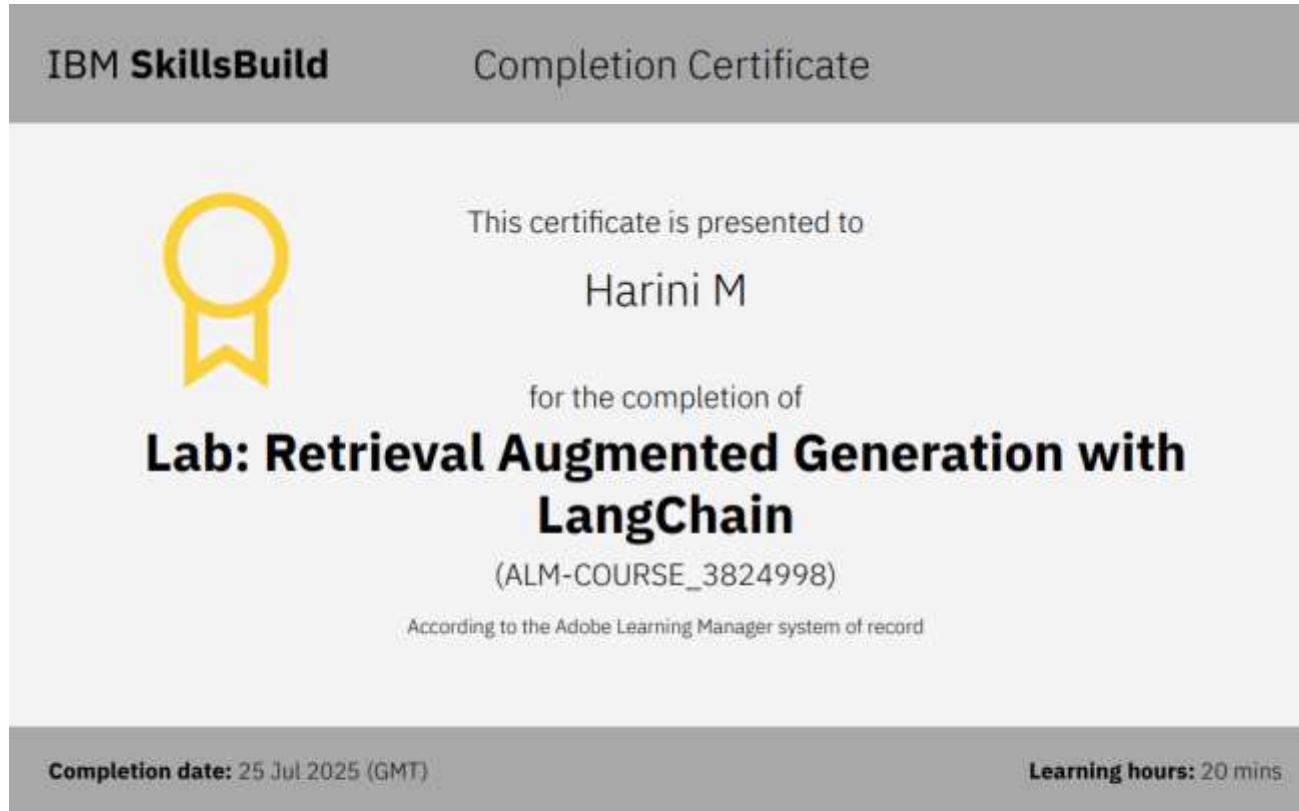 IBM SkillsBuild
Completion Certificate
This certificate is presented to
Harini M
for the completion of
Lab: Retrieval Augmented Generation with
LangChain
(ALM-COURSE_3824998)
According to the Adobe Learning Manager system of record
Completion date: 25 Jul 2025 (GMT)
Learning hours: 20 mins